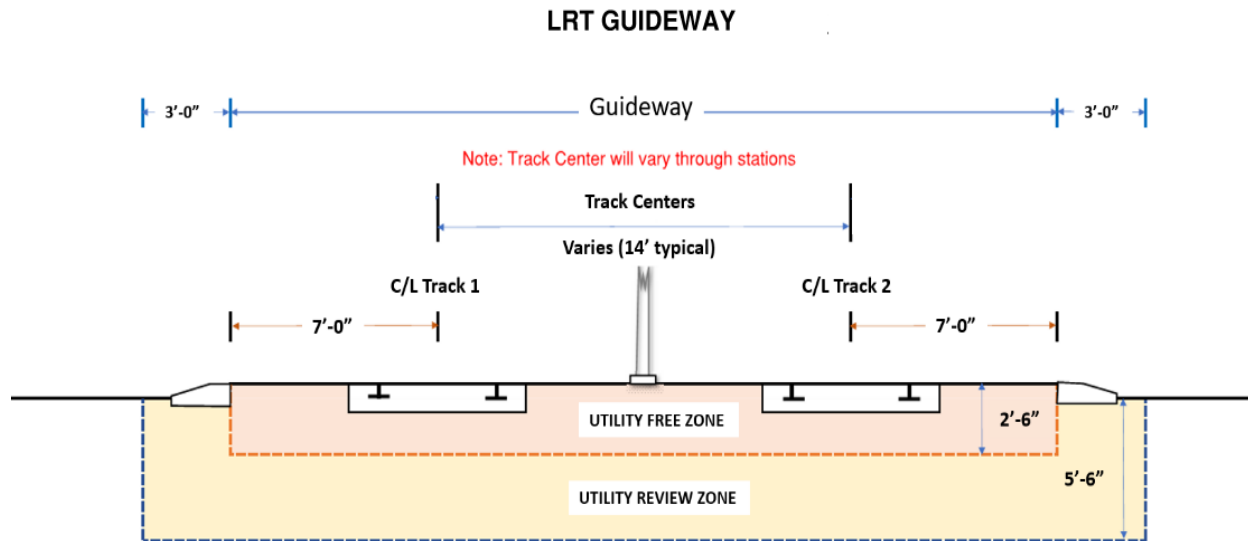 LRT GUIDEWAY
3’-0”
Guideway
3’-0”
Note: Track Center will vary through stations
Track Centers
Varies (14’ typical)
C/L Track 1
C/L Track 2
7’-0”
7’-0”
UTILITY FREE ZONE
2’-6”
5’-6”
UTILITY REVIEW ZONE